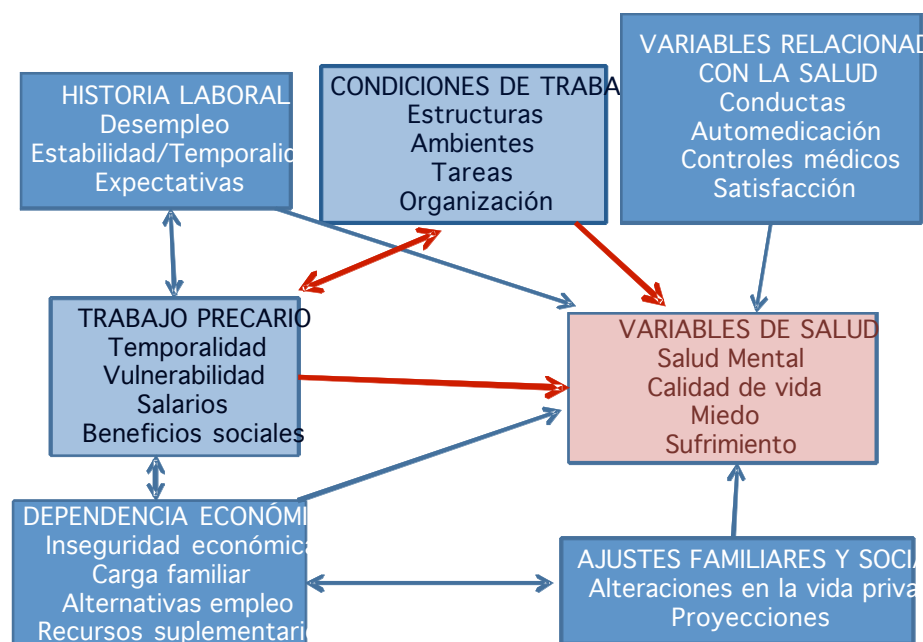 HISTORIA LABORAL
Desempleo
Estabilidad/Temporalid
Expectativas
CONDICIONES DE TRABA
Estructuras
Ambientes
Tareas
Organización
VARIABLES RELACIONAD
CON LA SALUD
Conductas
Automedicación
Controles médicos
Satisfacción
TRABAJO PRECARIO
Temporalidad
Vulnerabilidad
Salarios
Beneficios sociales
VARIABLES DE SALUD
Salud Mental
Calidad de vida
Miedo
Sufrimiento
DEPENDENCIA ECONÓMI
Inseguridad económica
Carga familiar
Alternativas empleo
Recursos suplementari
AJUSTES FAMILIARES Y SOCIA
Alteraciones en la vida priva
Proyecciones